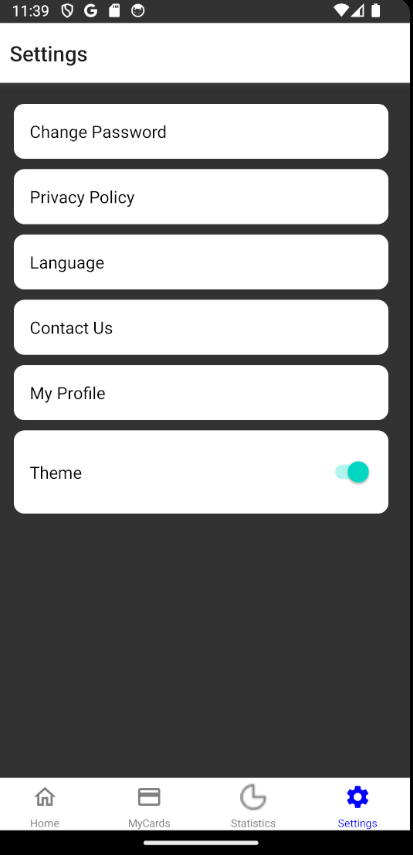 11:39
Settings
Change Password
Privacy Policy
Language
Contact Us
My Profile
Theme
Home
MyCards
Statistics
Settings